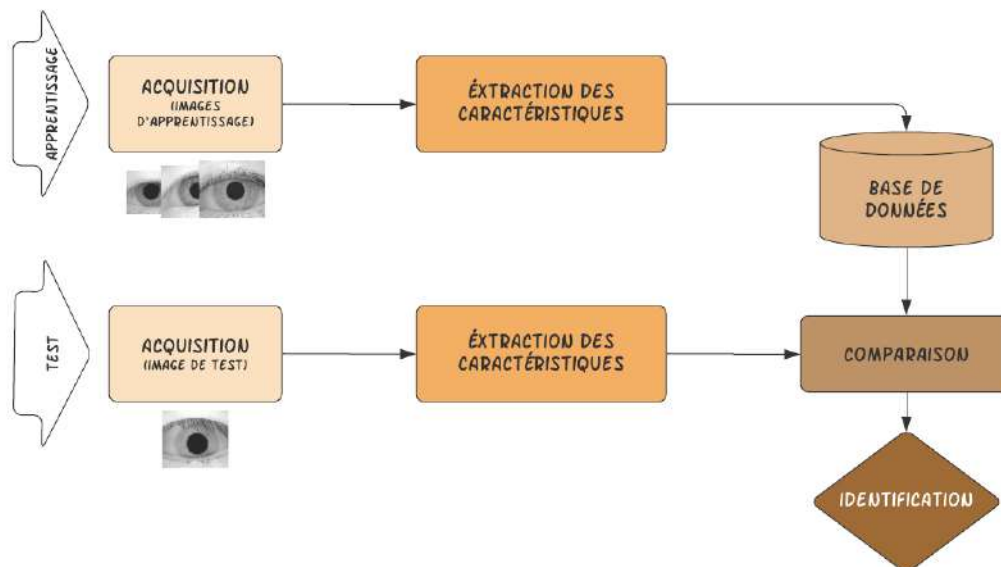 APPRENTISSAGE
ACQUISITION
(IMAGES
D'APPRENTISSAGE)
ÉXTRACTION DES
CARACTÉRISTIQUES
BASE DE
DONNÉES
TEST
ACQUISITION
(IMAGE DE TEST)
ÉXTRACTION DES
CARACTÉRISTIQUES
COMPARAISON
IDENTIFICATION